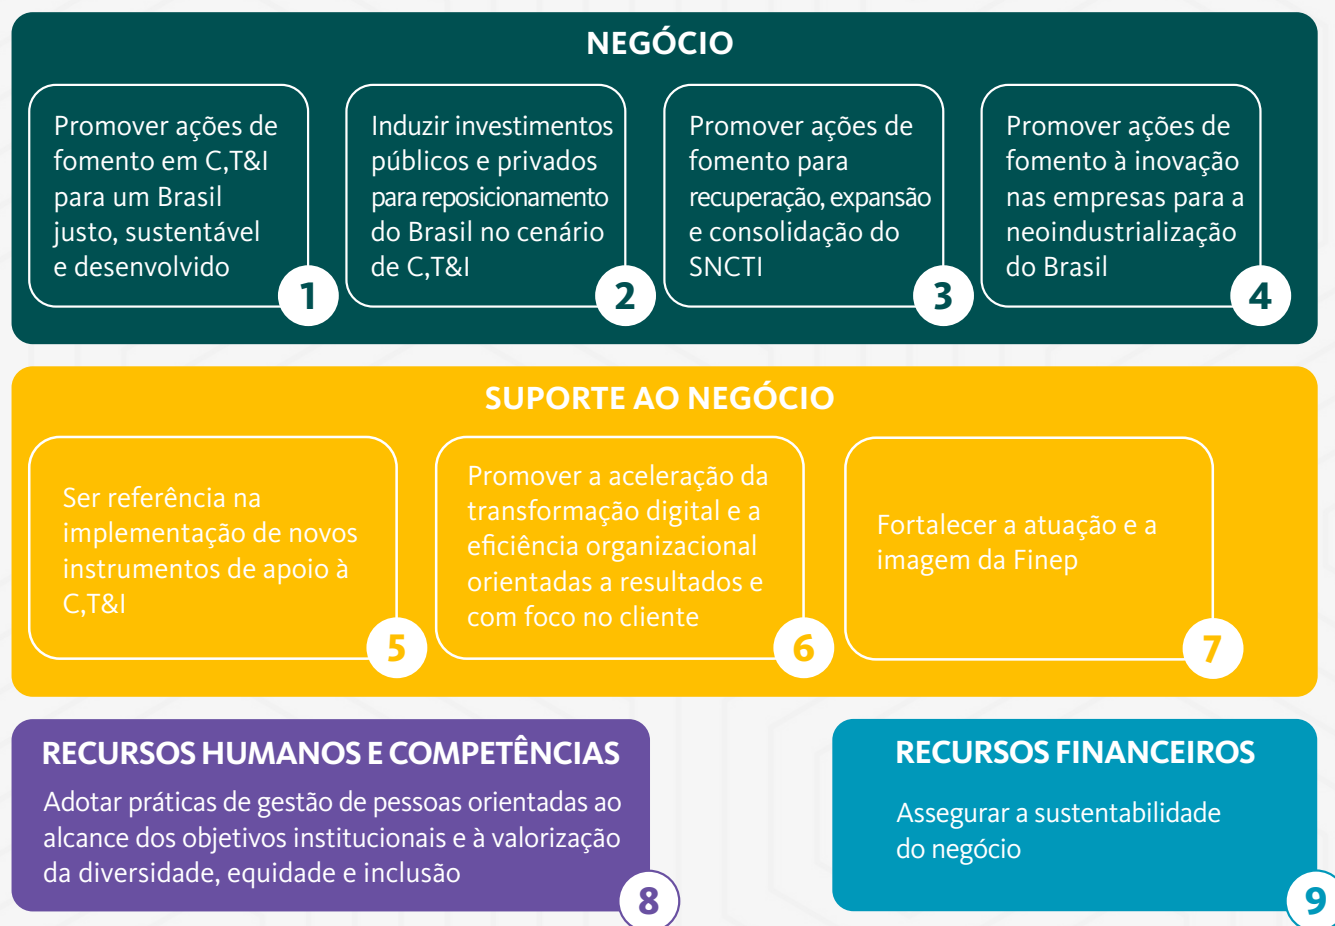 NEGÓCIO
Promover ações de
fomento em C,T&I
para um Brasil
justo, sustentável
e desenvolvido
1
Induzir investimentos
públicos e privados
para reposicionamento
do Brasil no cenário
de C,T&I
2
Promover ações de
fomento para
recuperação, expansão
e consolidação do
SNCTI
3
Promover ações de
fomento à inovação
nas empresas para a
neoindustrialização
do Brasil
4
SUPORTE AO NEGÓCIO
Ser referência na
implementação de novos
instrumentos de apoio à
C,T&I
5
Promover a aceleração da
transformação digital e a
eficiência organizacional
orientadas a resultados e
com foco no cliente
6
Fortalecer a atuação e a
imagem da Finep
7
RECURSOS HUMANOS E COMPETÊNCIAS
Adotar práticas de gestão de pessoas orientadas ao
alcance dos objetivos institucionais e à valorização
da diversidade, equidade e inclusão
8
RECURSOS FINANCEIROS
Assegurar a sustentabilidade
do negócio
9